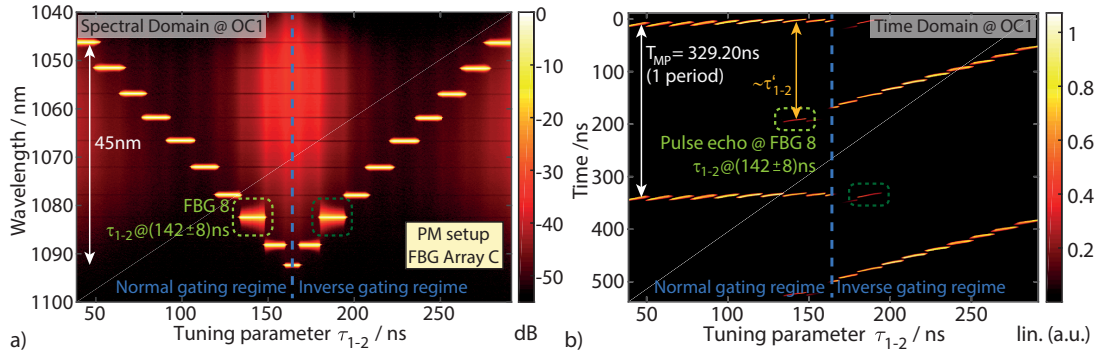 Spectral Domain @ OC1
1040
1050
1060
1070
1080
1090
1100
Wavelength / nm
45nm
FBG 8
τ1-2@(142±8)ns
PM setup
FBG Array C
Normal gating regime
Inverse gating regime
50
100
150
200
250
Tuning parameter τ1-2 / ns
0
-10
-20
-30
-40
-50
dB
a)
Time Domain @ OC1
0
100
200
300
400
500
Time /ns
TMP= 329.20ns
(1 period)
~τ'1-2
Pulse echo @ FBG 8
τ1-2@(142±8)ns
Normal gating regime
Inverse gating regime
50
100
150
200
250
Tuning parameter τ1-2 / ns
1
0.8
0.6
0.4
0.2
lin. (a.u.)
b)